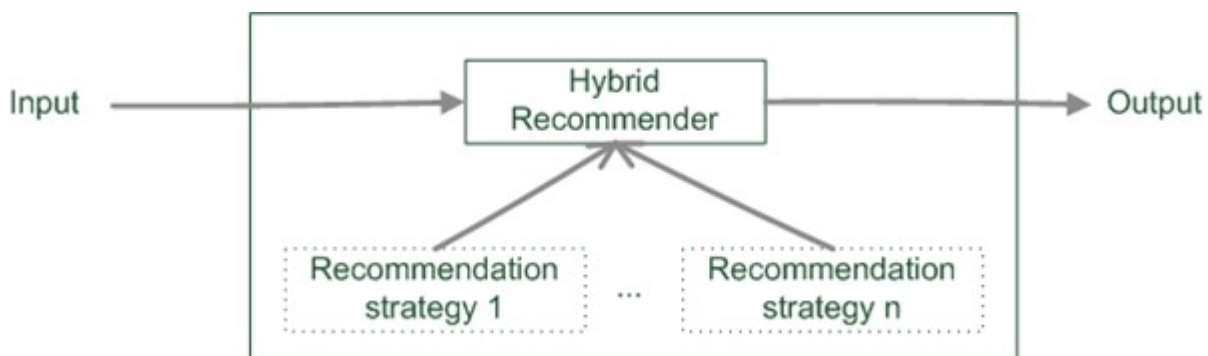 Input
Hybrid
Recommender
Output
Recommendation
strategy 1
...
Recommendation
strategy n